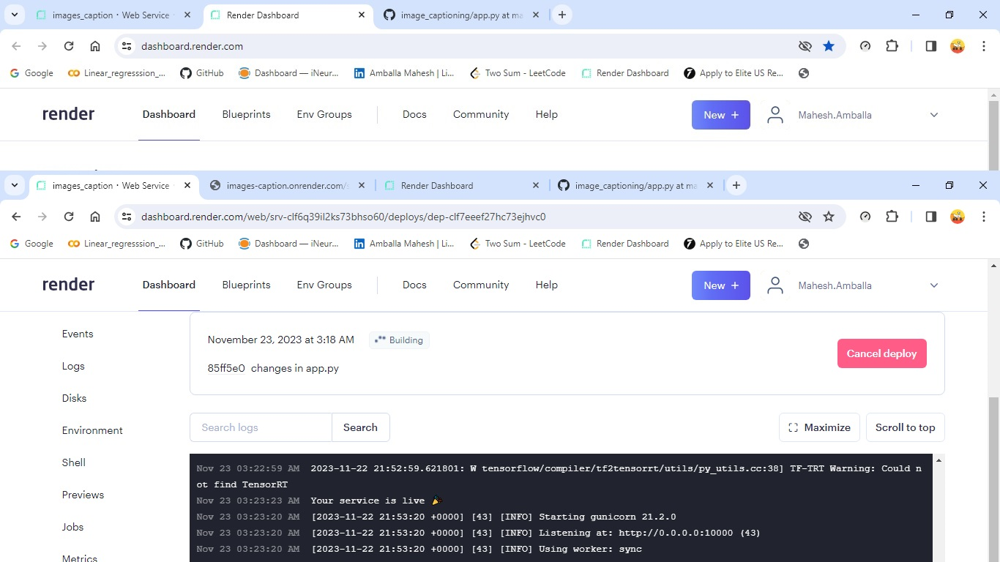 images_caption · Web Service Render Dashboard image_captioning/app.py at ma
dashboard.render.com
Google Linear_regresssion_... GitHub Dashboard — iNeur... Amballa Mahesh | Li... Two Sum - LeetCode Render Dashboard Apply to Elite US Re...
render Dashboard Blueprints Env Groups Docs Community Help New + Mahesh.Amballa
images_caption · Web Service images-caption.onrender.com/ Render Dashboard image_captioning/app.py at ma
dashboard.render.com/web/srv-clf6q39il2ks73bhso60/deploys/dep-clf7eeef27hc73ejhvc0
Google Linear_regresssion_... GitHub Dashboard — iNeur... Amballa Mahesh | Li... Two Sum - LeetCode Render Dashboard Apply to Elite US Re...
render Dashboard Blueprints Env Groups Docs Community Help New + Mahesh.Amballa
Events
November 23, 2023 at 3:18 AM Building
Cancel deploy
Logs
85ff5e0 changes in app.py
Disks
Environment
Search logs Search Maximize Scroll to top
Shell
Previews
Jobs
Metrics
Nov 23 03:22:59 AM 2023-11-22 21:52:59.621801: W tensorflow/compiler/tf2tensorrt/utils/py_utils.cc:38] TF-TRT Warning: Could n
ot find TensorRT
Nov 23 03:23:23 AM Your service is live 🎉
Nov 23 03:23:20 AM [2023-11-22 21:53:20 +0000] [43] [INFO] Starting gunicorn 21.2.0
Nov 23 03:23:20 AM [2023-11-22 21:53:20 +0000] [43] [INFO] Listening at: http://0.0.0.0:10000 (43)
Nov 23 03:23:20 AM [2023-11-22 21:53:20 +0000] [43] [INFO] Using worker: sync